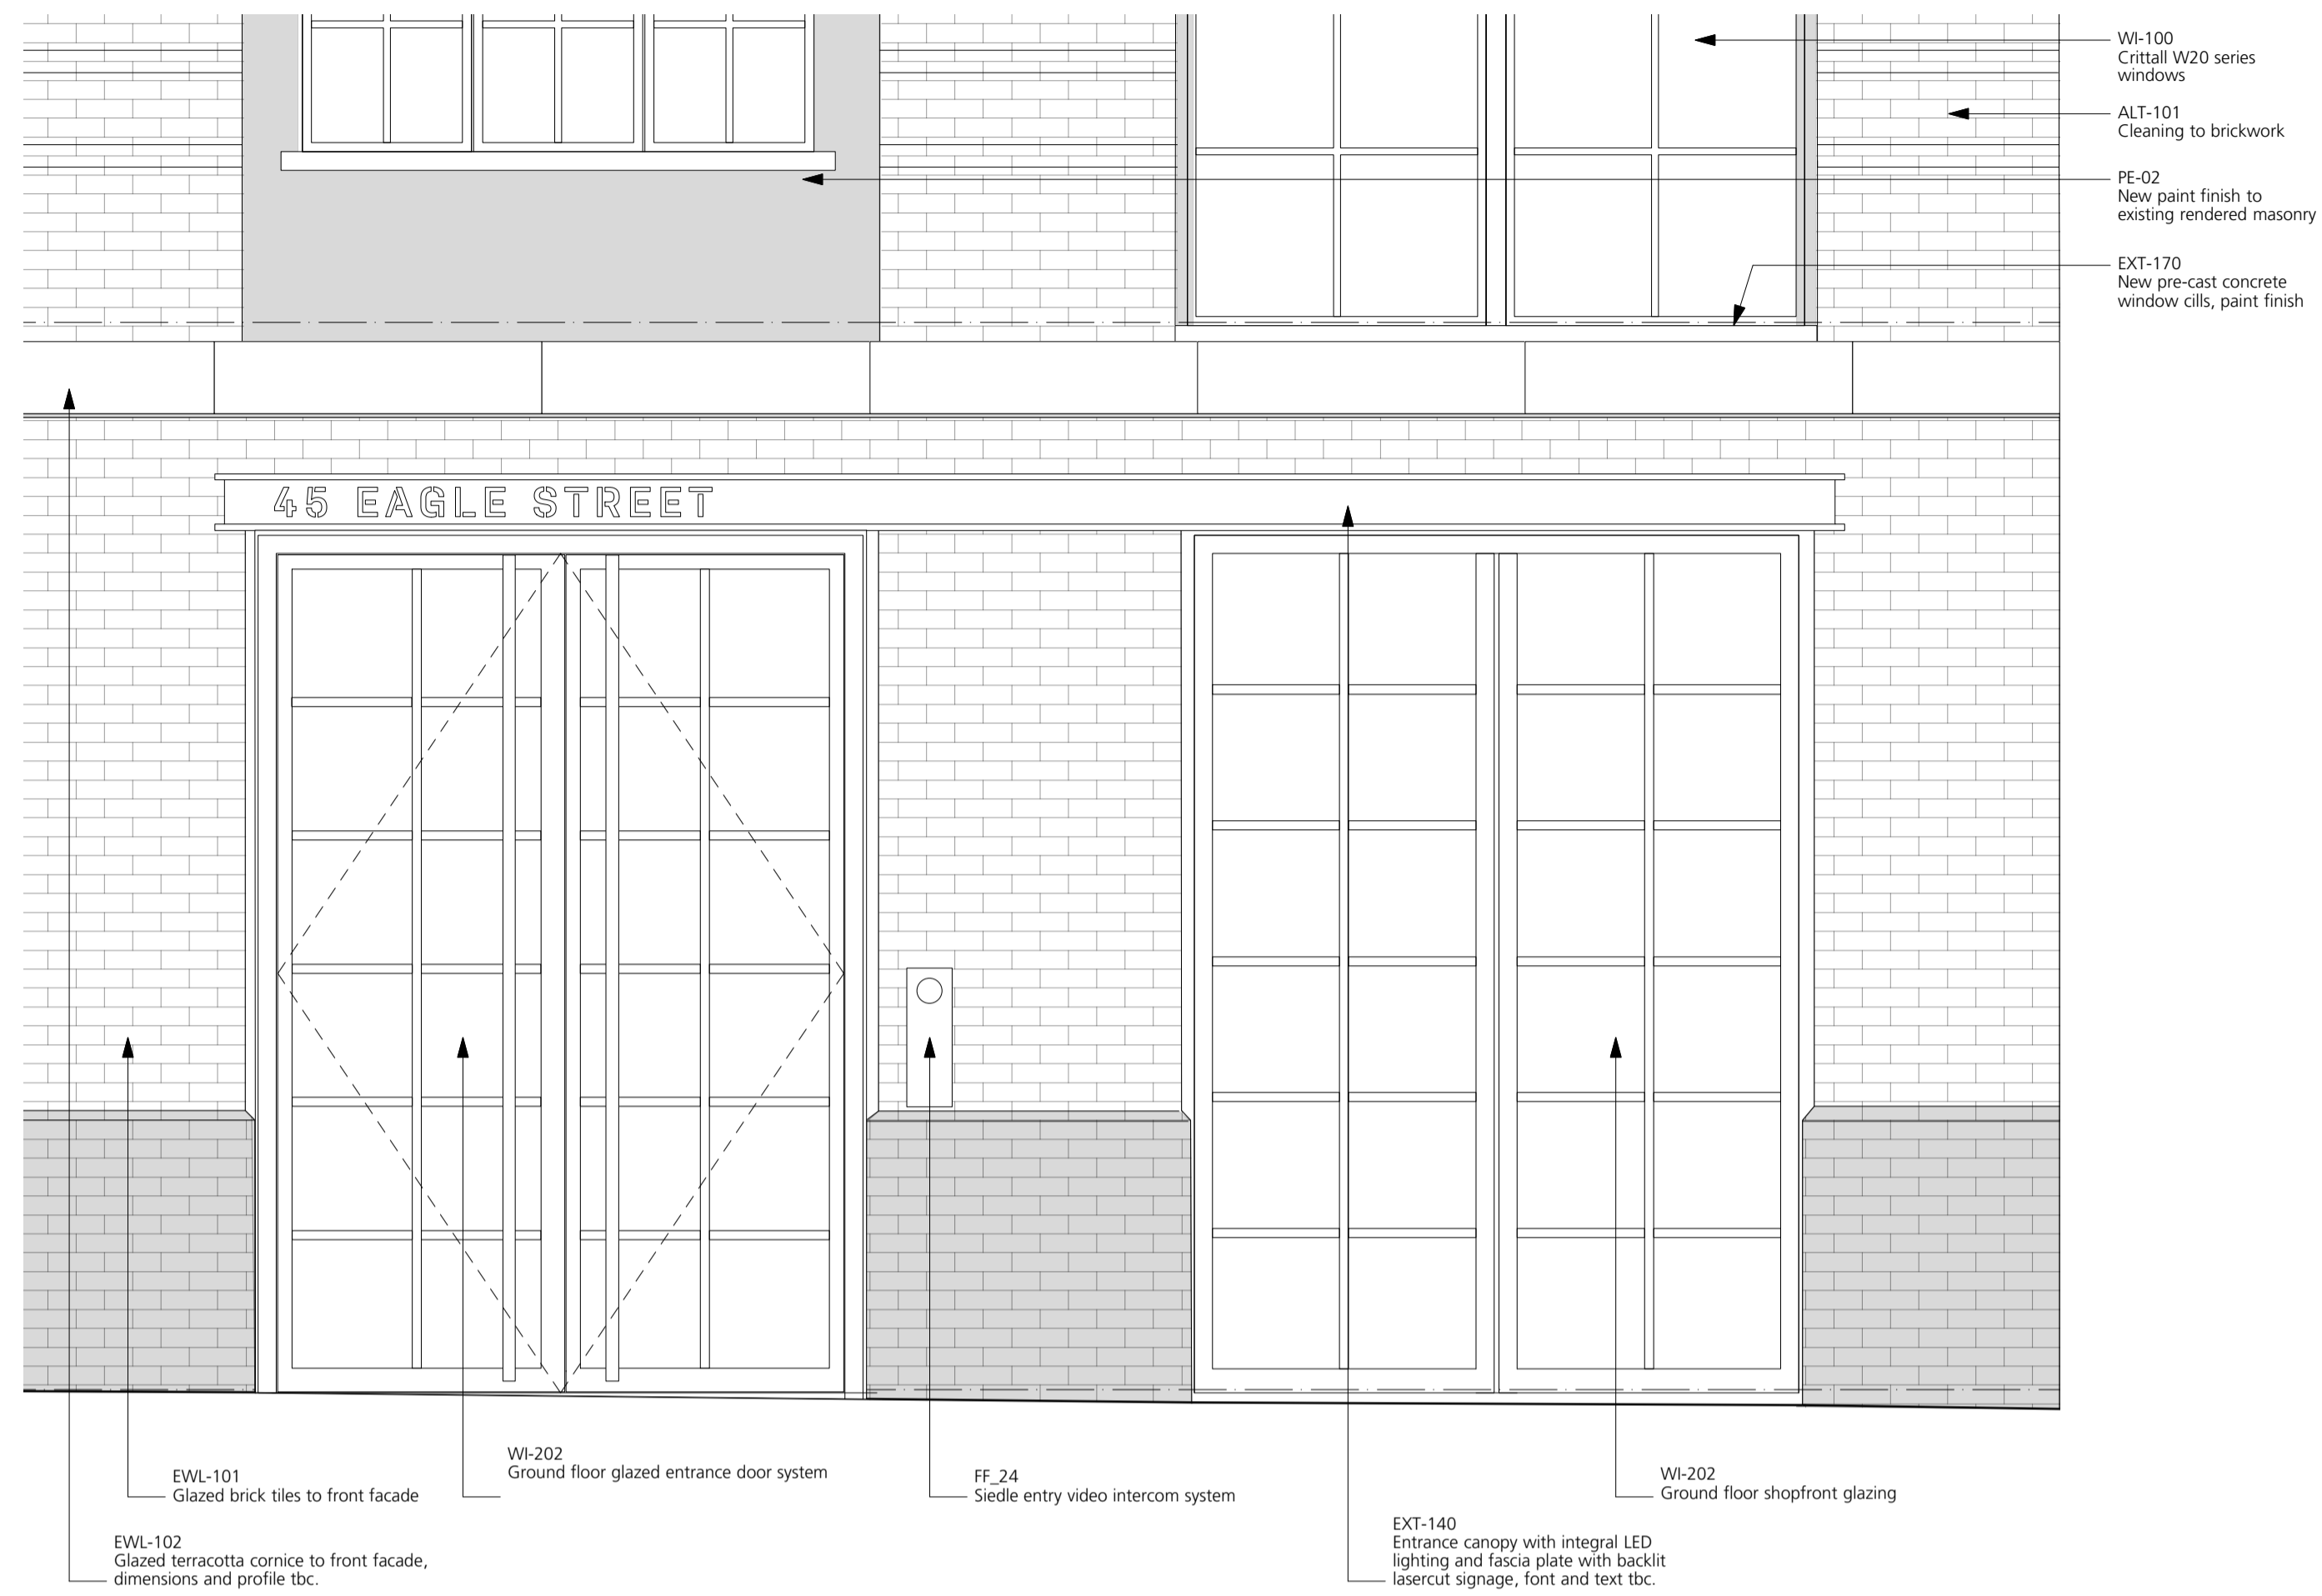 WI-100
Crittall W20 series
windows
ALT-101
Cleaning to brickwork
PE-02
New paint finish to
existing rendered masonry
EXT-170
New pre-cast concrete
window cills, paint finish
45 EAGLE STREET
WI-202
Ground floor glazed entrance door system
EWL-101
Glazed brick tiles to front facade
FF_24
Siedle entry video intercom system
WI-202
Ground floor shopfront glazing
EWL-102
Glazed terracotta cornice to front facade,
dimensions and profile tbc.
EXT-140
Entrance canopy with integral LED
lighting and fascia plate with backlit
lasercut signage, font and text tbc.